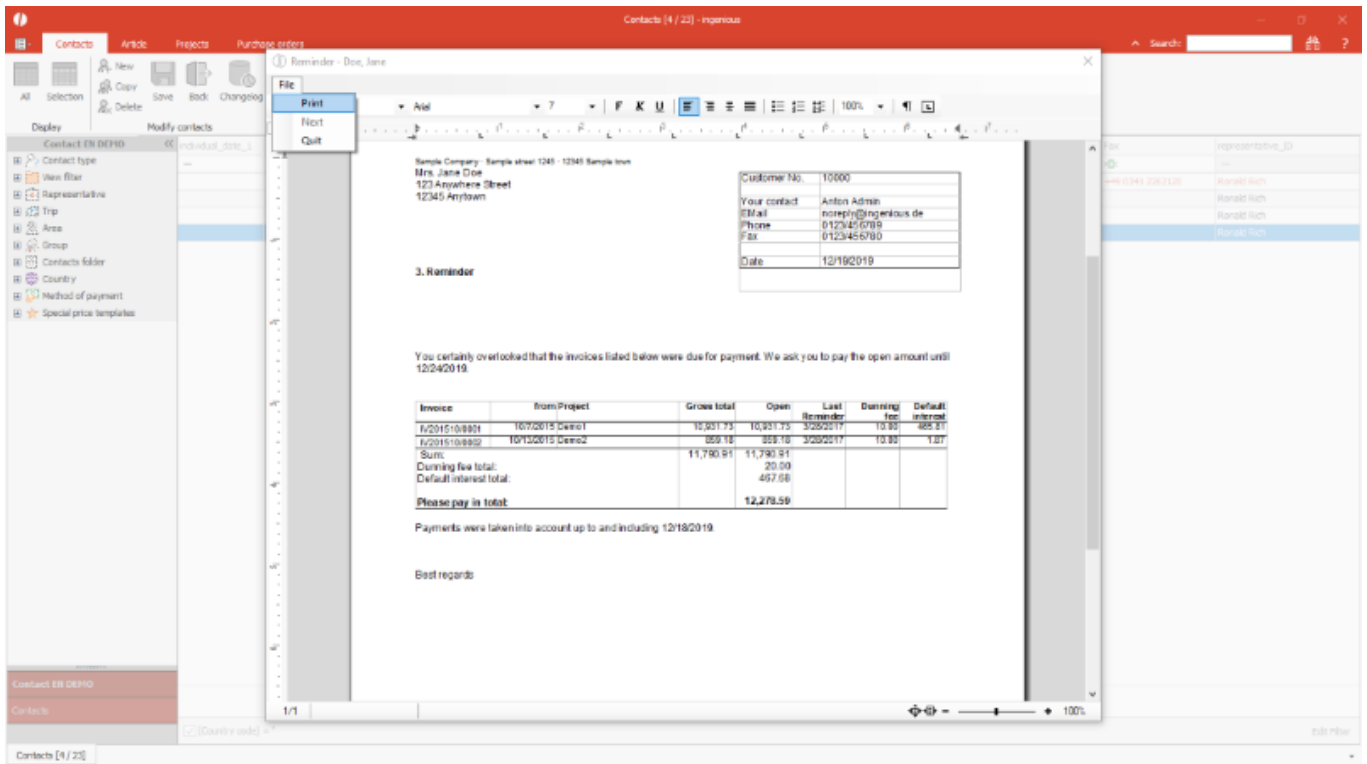 Contacts [4 / 23] - ingenious
Contacts Article Projects Purchase orders
Search: ?
New
Copy
Delete
All Selection Save Back Changelog
Display Modify contacts
Contact EN DEMO
Contact type
View filter
Representative
Trip
Area
Group
Contacts folder
Country
Method of payment
Special price templates
Contact EN DEMO
Contacts
Contacts [4 / 23]
individual_date_1
Reminder - Doe, Jane
File
Print
Next
Quit
Arial 7 F K U 100%
Sample Company - Sample street 1245 - 12345 Sample town
Mrs. Jane Doe
123 Anywhere Street
12345 Anytown
Customer No. 10000
Your contact Anton Admin
EMail noreply@ingenious.de
Phone 0123/456789
Fax 0123/456780
Date 12/19/2019
3. Reminder
You certainly overlooked that the invoices listed below were due for payment. We ask you to pay the open amount until
12/24/2019.
Invoice from Project Gross total Open Last Reminder Dunning fee Default interest
IV201510/0001 10/7/2015 Demo1 10,931.73 10,931.73 3/28/2017 10.00 465.81
IV201510/0002 10/13/2015 Demo2 859.18 859.18 3/28/2017 10.00 1.87
Sum: 11,790.91 11,790.91
Dunning fee total: 20.00
Default interest total: 467.68
Please pay in total: 12,278.59
Payments were taken into account up to and including 12/18/2019.
Best regards
1/1 100%
Fax representative_ID
Ronald Rich
Ronald Rich
Ronald Rich
Ronald Rich
[Country code] =
Edit Filter